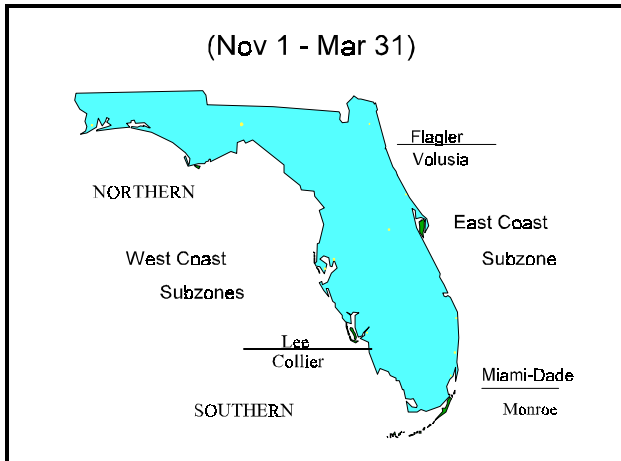 (Nov 1 - Mar 31)
Flagler
Volusia
NORTHERN
East Coast
Subzone
West Coast
Subzones
Lee
Collier
Miami-Dade
Monroe
SOUTHERN